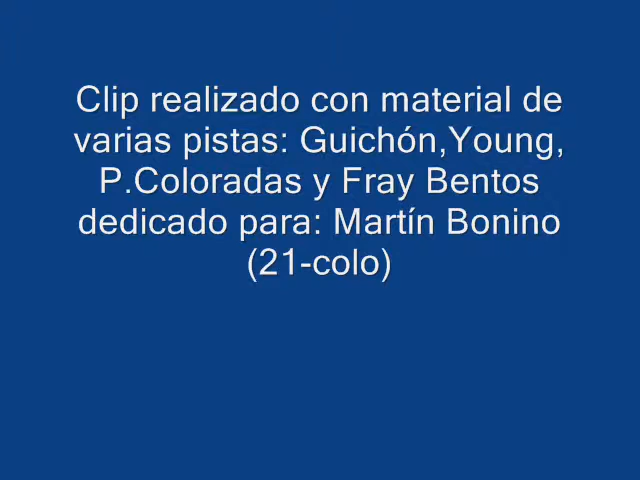 Clip realizado con material de
varias pistas: Guichón,Young,
P.Coloradas y Fray Bentos
dedicado para: Martín Bonino
(21-colo)